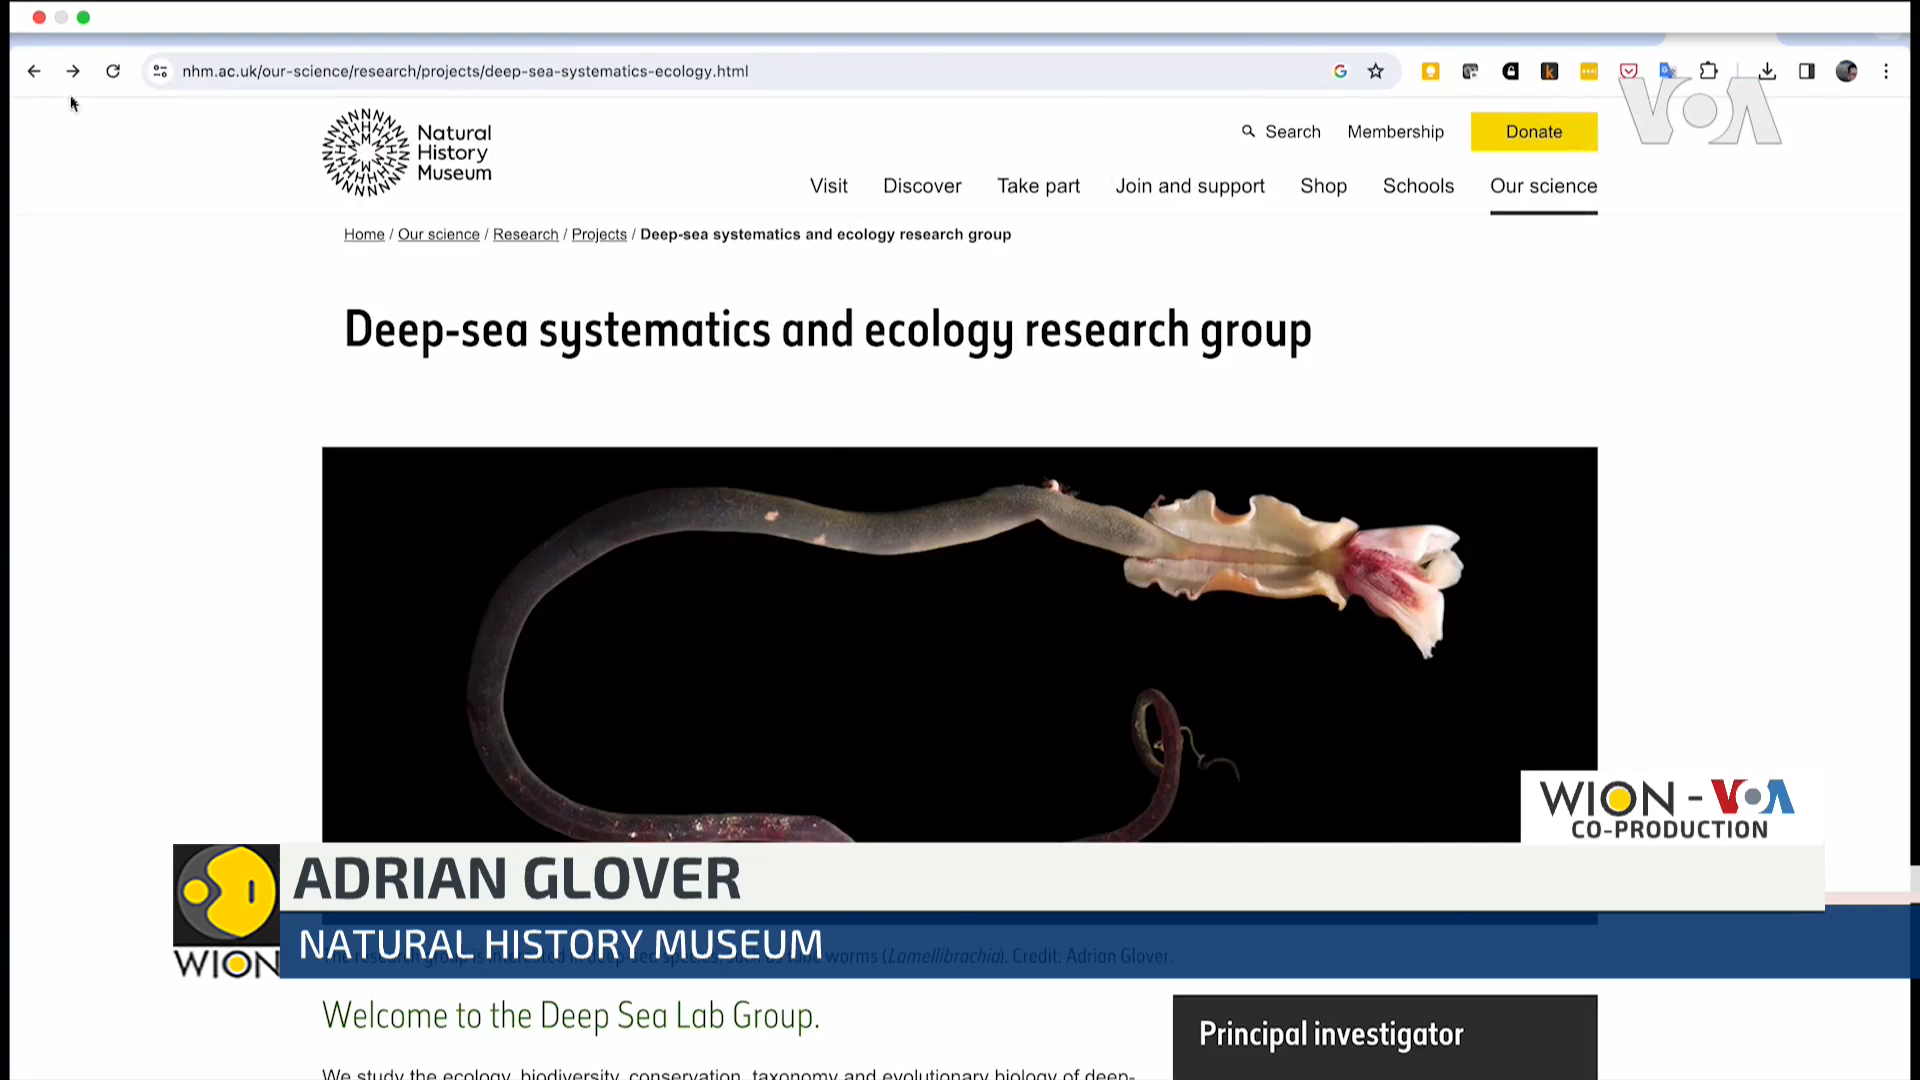 nhm.ac.uk/our-science/research/projects/deep-sea-systematics-ecology.html
VOA
Natural
History
Museum
Search Membership Donate
Visit Discover Take part Join and support Shop Schools Our science
Home / Our science / Research / Projects / Deep-sea systematics and ecology research group
Deep-sea systematics and ecology research group
WION - VOA
CO-PRODUCTION
ADRIAN GLOVER
NATURAL HISTORY MUSEUM
WION
worms (Lamellibrachia). Credit: Adrian Glover.
Welcome to the Deep Sea Lab Group.
Principal investigator
We study the ecology, biodiversity, conservation, taxonomy and evolutionary biology of deep-